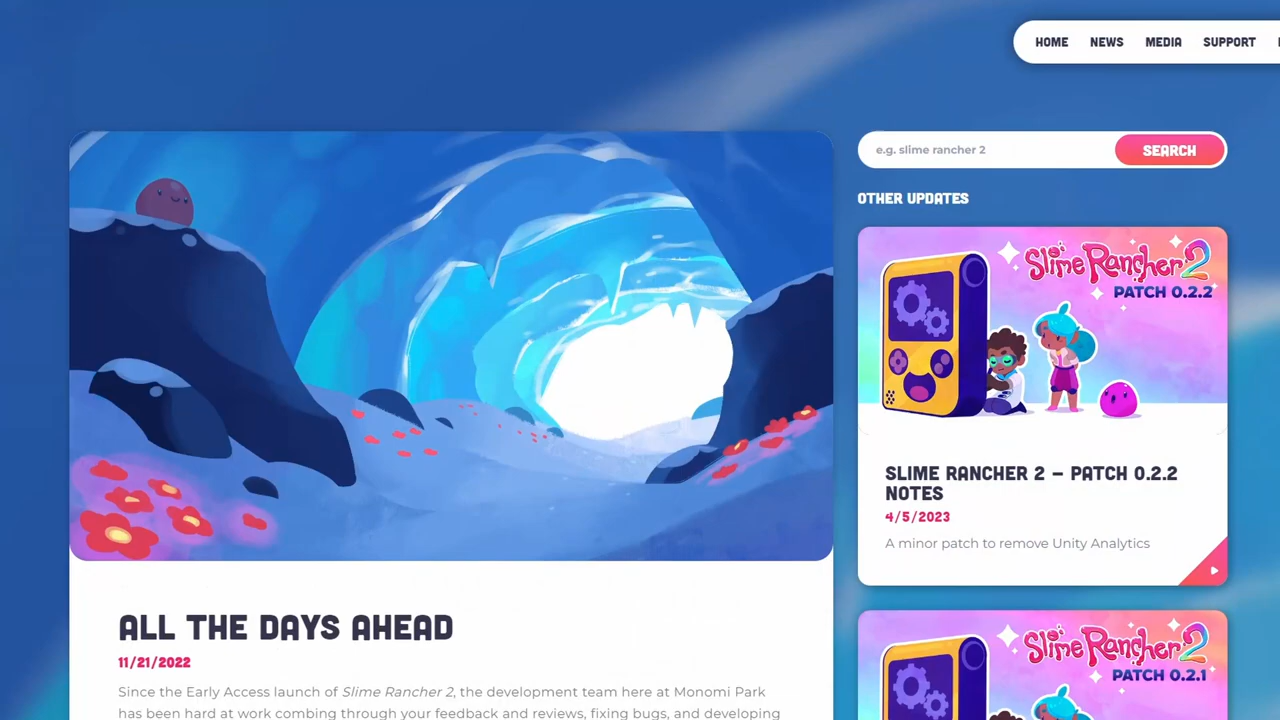 HOME NEWS MEDIA SUPPORT
e.g. slime rancher 2 SEARCH
OTHER UPDATES
Slime Rancher 2
PATCH 0.2.2
SLIME RANCHER 2 – PATCH 0.2.2
NOTES
4/5/2023
A minor patch to remove Unity Analytics
Slime Rancher 2
PATCH 0.2.1
ALL THE DAYS AHEAD
11/21/2022
Since the Early Access launch of Slime Rancher 2, the development team here at Monomi Park
has been hard at work combing through your feedback and reviews, fixing bugs, and developing